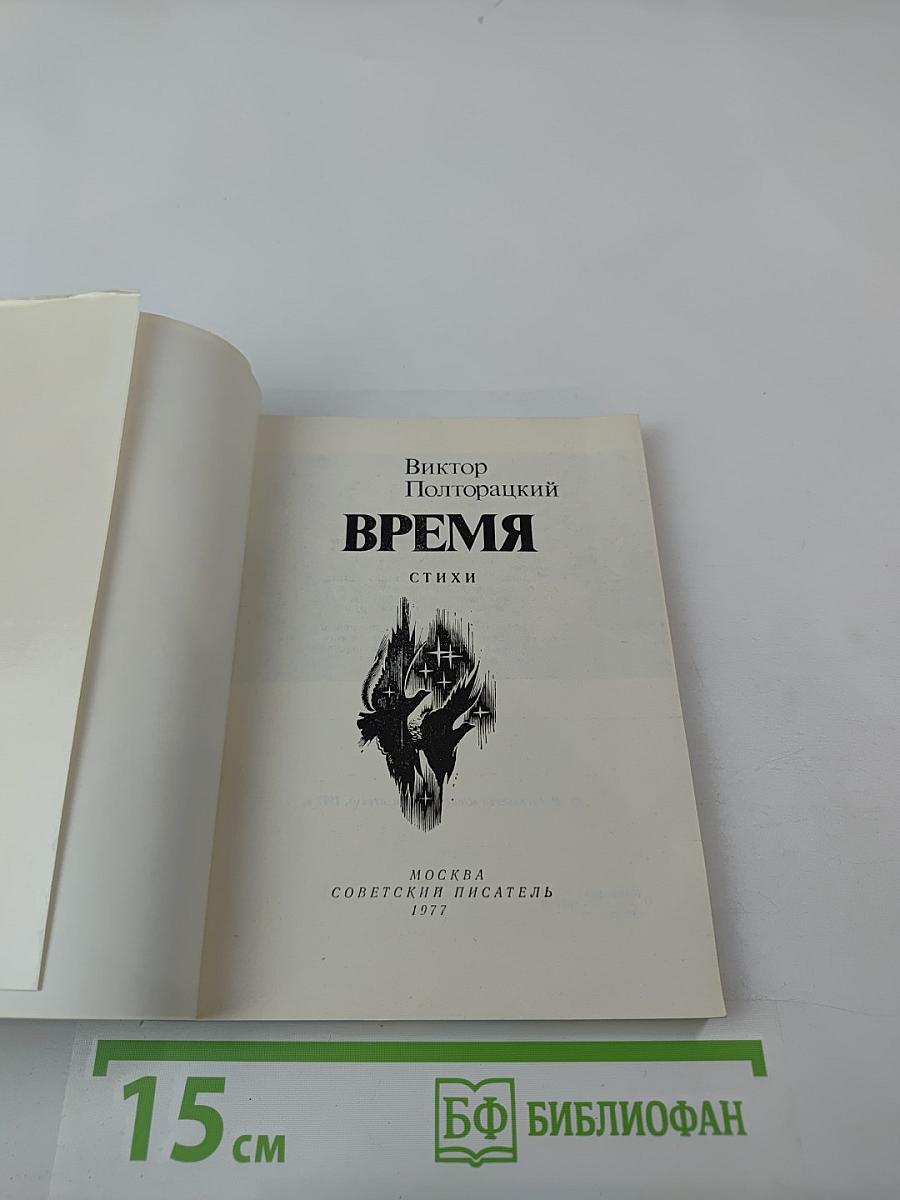 Виктор
Полторацкий
ВРЕМЯ
СТИХИ
МОСКВА
СОВЕТСКИЙ ПИСАТЕЛЬ
1977
15 см
БФ БИБЛИОФАН